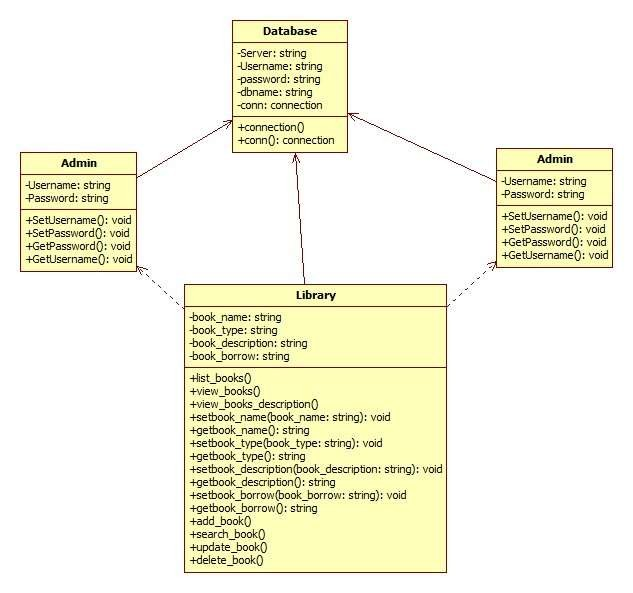 Database
-Server: string
-Username: string
-password: string
-dbname: string
-conn: connection
+connection()
+conn(): connection
Admin
-Username: string
-Password: string
+SetUsername(): void
+SetPassword(): void
+GetPassword(): void
+GetUsername(): void
Admin
-Username: string
-Password: string
+SetUsername(): void
+SetPassword(): void
+GetPassword(): void
+GetUsername(): void
Library
-book_name: string
-book_type: string
-book_description: string
-book_borrow: string
+list_books()
+view_books()
+view_books_description()
+setbook_name(book_name: string): void
+getbook_name(): string
+setbook_type(book_type: string): void
+getbook_type(): string
+setbook_description(book_description: string): void
+getbook_description(): string
+setbook_borrow(book_borrow: string): void
+getbook_borrow(): string
+add_book()
+search_book()
+update_book()
+delete_book()